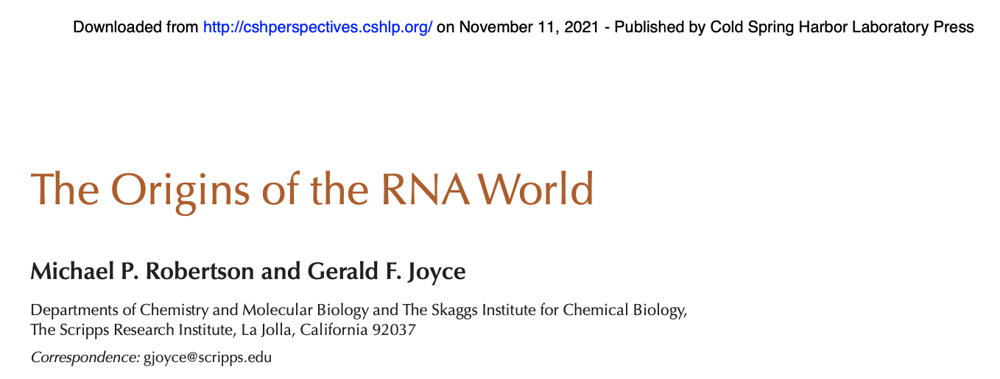 Downloaded from http://cshperspectives.cshlp.org/ on November 11, 2021 - Published by Cold Spring Harbor Laboratory Press
The Origins of the RNA World
Michael P. Robertson and Gerald F. Joyce
Departments of Chemistry and Molecular Biology and The Skaggs Institute for Chemical Biology,
The Scripps Research Institute, La Jolla, California 92037
Correspondence: gjoyce@scripps.edu